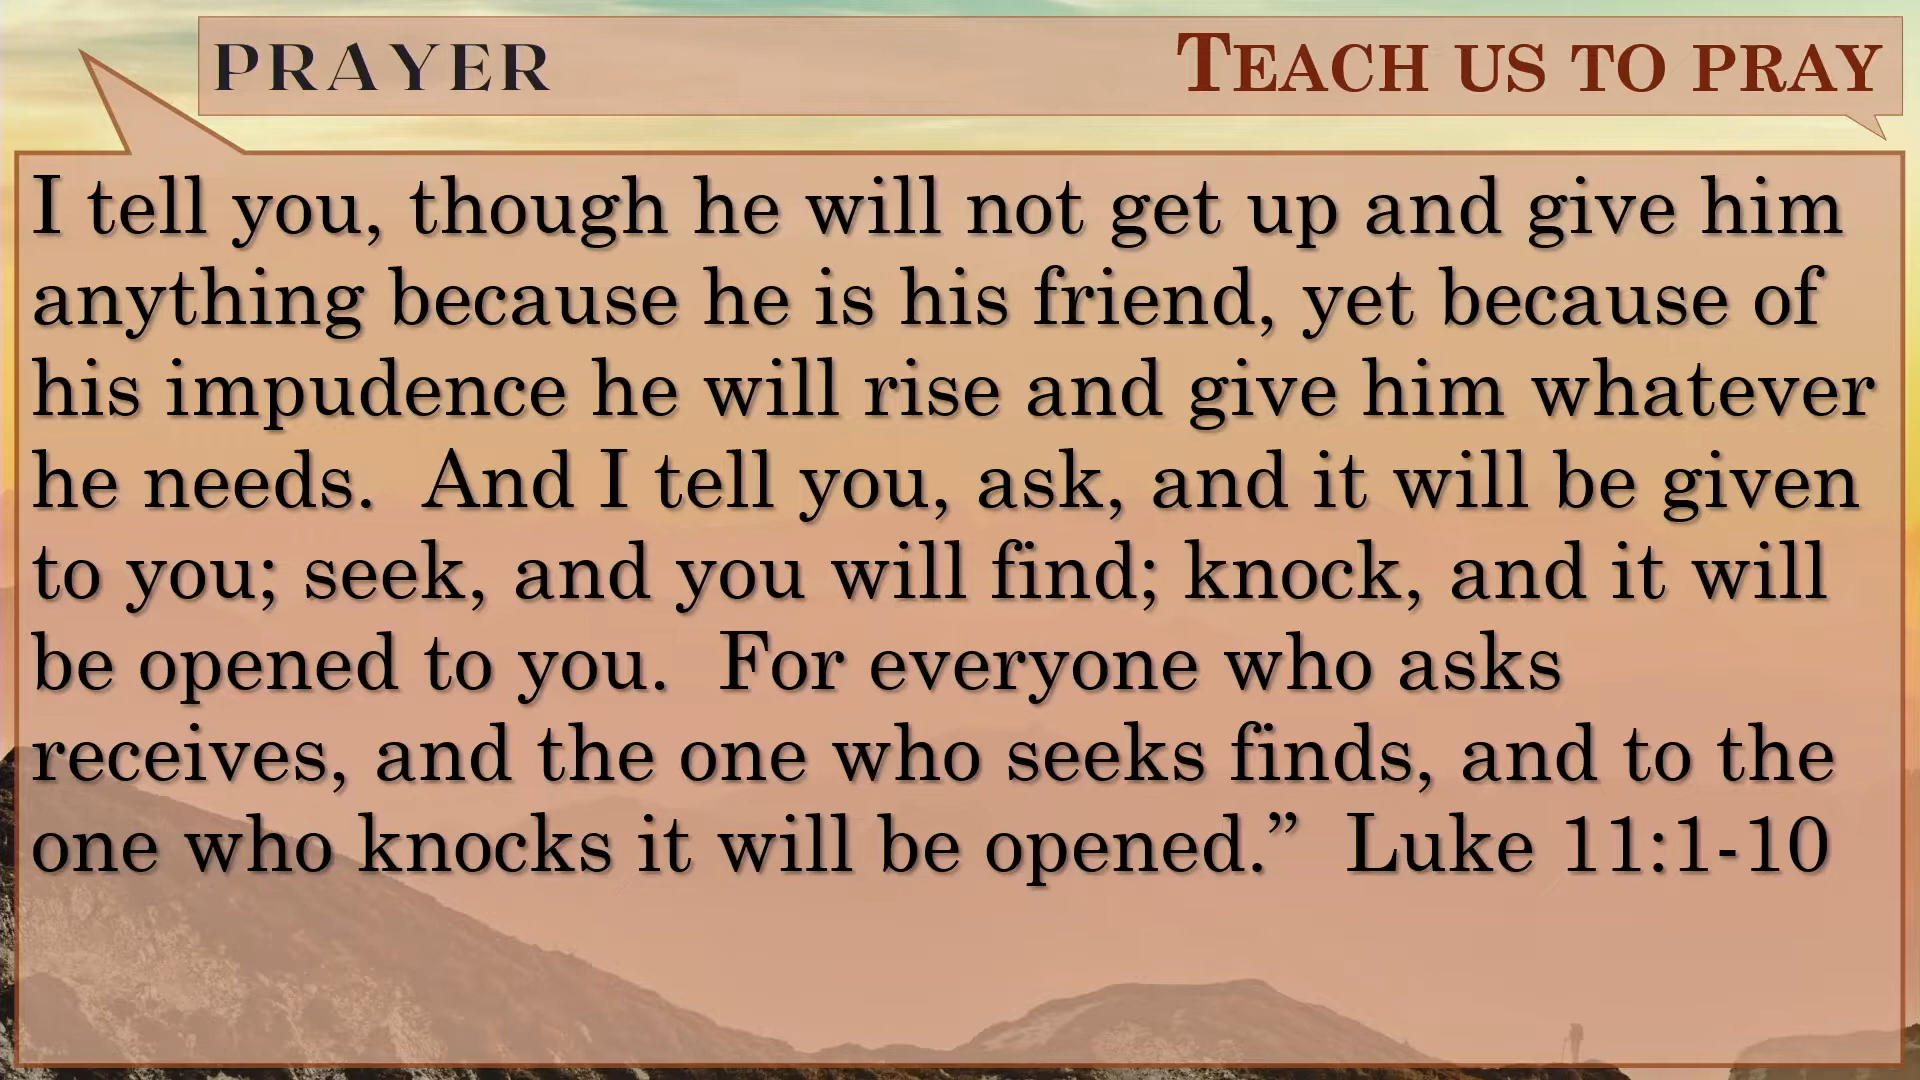 PRAYER
TEACH US TO PRAY
I tell you, though he will not get up and give him
anything because he is his friend, yet because of
his impudence he will rise and give him whatever
he needs.  And I tell you, ask, and it will be given
to you; seek, and you will find; knock, and it will
be opened to you.  For everyone who asks
receives, and the one who seeks finds, and to the
one who knocks it will be opened.”  Luke 11:1-10